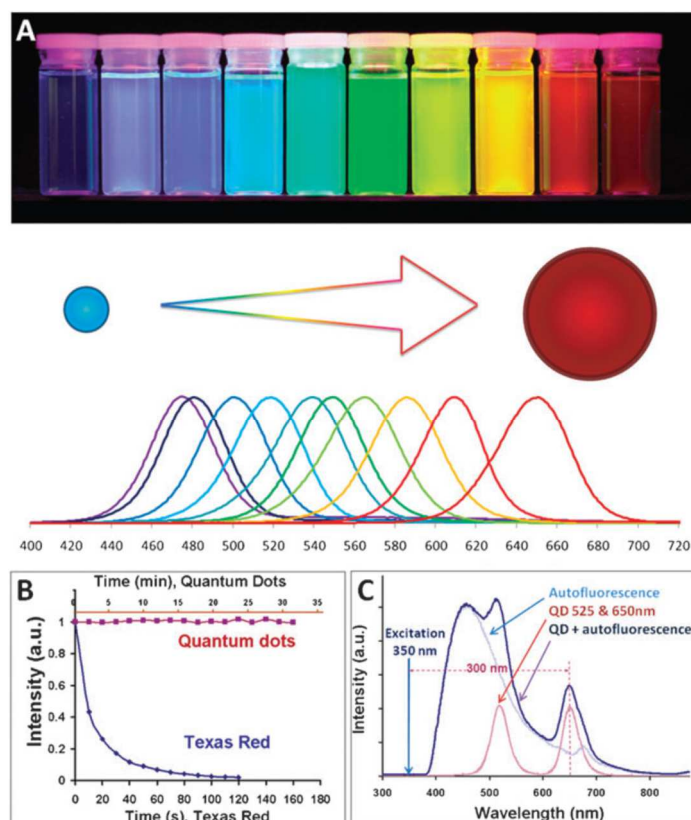 A
400 420 440 460 480 500 520 540 560 580 600 620 640 660 680 700 720
B
Time (min), Quantum Dots
0 5 10 15 20 25 30 35
Quantum dots
Texas Red
Intensity (a.u.)
1
0.8
0.6
0.4
0.2
0
0 20 40 60 80 100 120 140 160 180
Time (s), Texas Red
C
Autofluorescence
QD 525 & 650nm
QD + autofluorescence
Excitation
350 nm
300 nm
Intensity (a.u.)
300 400 500 600 700 800
Wavelength (nm)